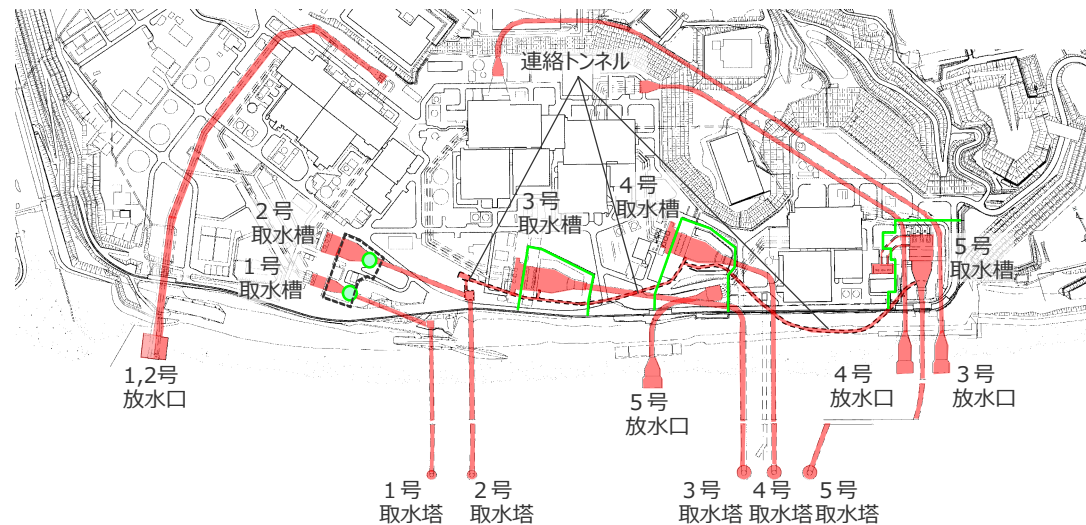 連絡トンネル
２号
取水槽
１号
取水槽
３号
取水槽
４号
取水槽
５号
取水槽
1,2号
放水口
５号
放水口
４号
放水口
３号
放水口
１号
取水塔
２号
取水塔
３号
取水塔
４号
取水塔
５号
取水塔